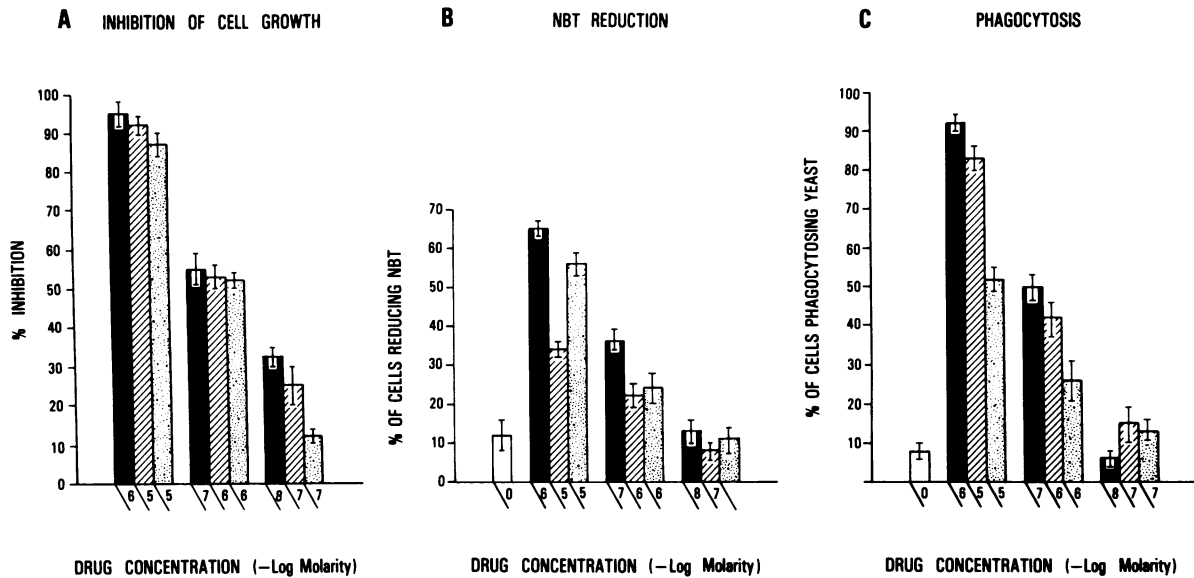 A INHIBITION OF CELL GROWTH
% INHIBITION
100
90
80
70
60
50
40
30
20
10
0
6 5 5 7 6 6 8 7 7
DRUG CONCENTRATION (–Log Molarity)
B NBT REDUCTION
% OF CELLS REDUCING NBT
70
60
50
40
30
20
10
0
0 6 5 5 7 6 6 8 7 7
DRUG CONCENTRATION (–Log Molarity)
C PHAGOCYTOSIS
% OF CELLS PHAGOCYTOSING YEAST
100
90
80
70
60
50
40
30
20
10
0 6 5 5 7 6 6 8 7 7
DRUG CONCENTRATION (–Log Molarity)